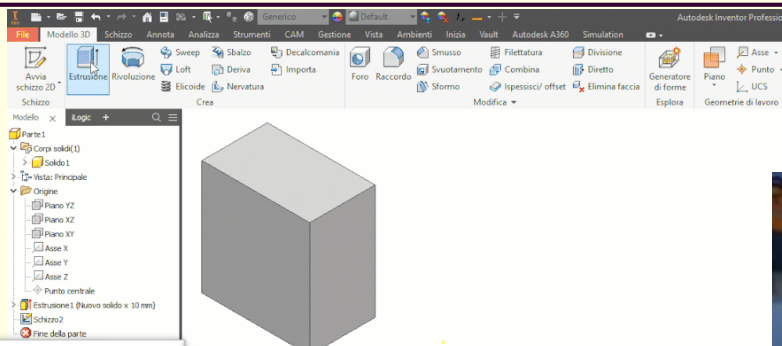 PRO Generico Default Autodesk Inventor Profession
File Modello 3D Schizzo Annota Analizza Strumenti CAM Gestione Vista Ambienti Inizia Vault Autodesk A360 Simulation
Avvia schizzo 2D
Estrusione
Rivoluzione
Sweep Sbalzo Decalcomania
Loft Deriva Importa
Elicoide Nervatura
Foro
Raccordo
Smusso Filettatura Divisione
Svuotamento Combina Diretto
Sformo Ispessisci/ offset Elimina faccia
Generatore di forme
Piano
Asse
Punto
UCS
Schizzo Crea Modifica Esplora Geometrie di lavoro
Modello × iLogic +
Parte1
Corpi solidi(1)
Solido1
Vista: Principale
Origine
Piano YZ
Piano XZ
Piano XY
Asse X
Asse Y
Asse Z
Punto centrale
Estrusione1 (Nuovo solido x 10 mm)
Schizzo2
Fine della parte